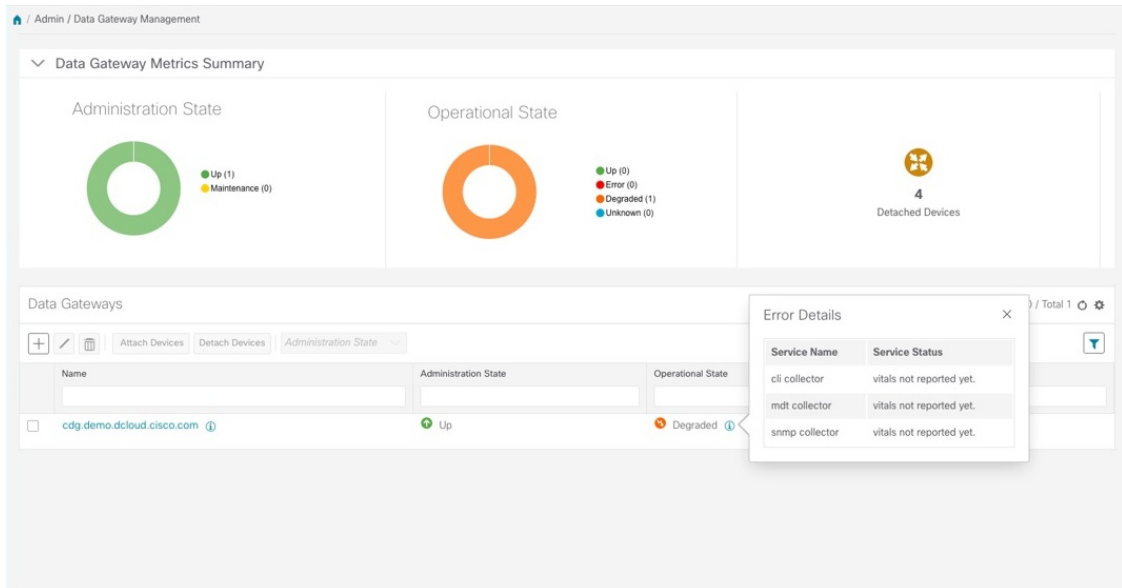 / Admin / Data Gateway Management
Data Gateway Metrics Summary
Administration State
Up (1)
Maintenance (0)
Operational State
Up (0)
Error (0)
Degraded (1)
Unknown (0)
4
Detached Devices
Data Gateways
/ Total 1
Attach Devices
Detach Devices
Administration State
Name
Administration State
Operational State
cdg.demo.dcloud.cisco.com
Up
Degraded
Error Details
Service Name Service Status
cli collector vitals not reported yet.
mdt collector vitals not reported yet.
snmp collector vitals not reported yet.